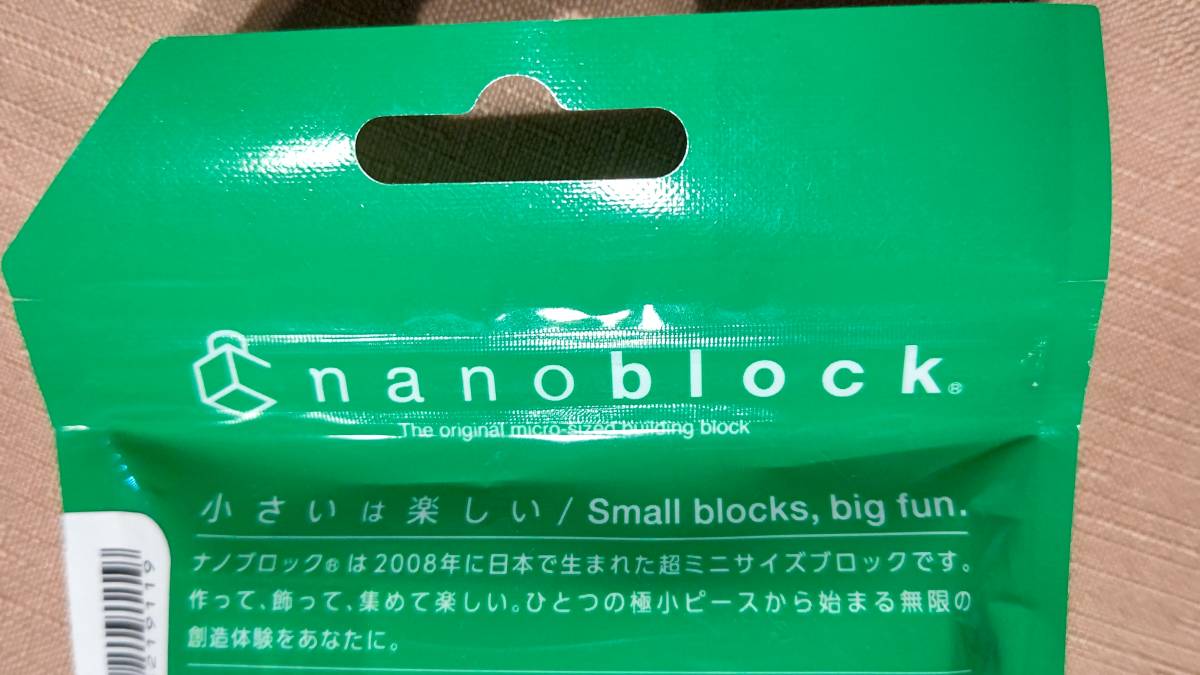 nanoblock®
The original micro-sized building block
小さいは楽しい / Small blocks, big fun.
ナノブロック®は2008年に日本で生まれた超ミニサイズブロックです。
作って、飾って、集めて楽しい。ひとつの極小ピースから始まる無限の
創造体験をあなたに。
219119